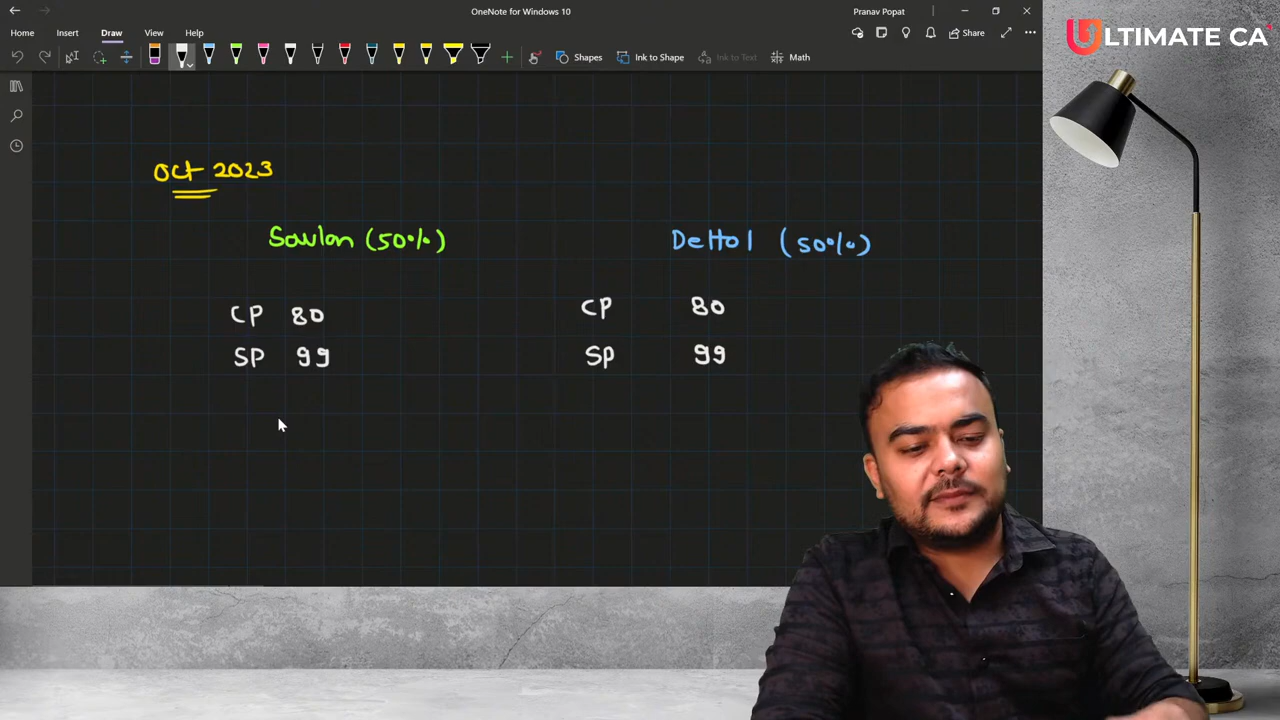 OneNote for Windows 10
Pranav Popat
Home Insert Draw View Help
Share
Shapes
Ink to Shape
Ink to Text
Math
ULTIMATE CA
Oct 2023
Savlon (50%)
Dettol (50%)
CP 80
SP 99
CP 80
SP 99